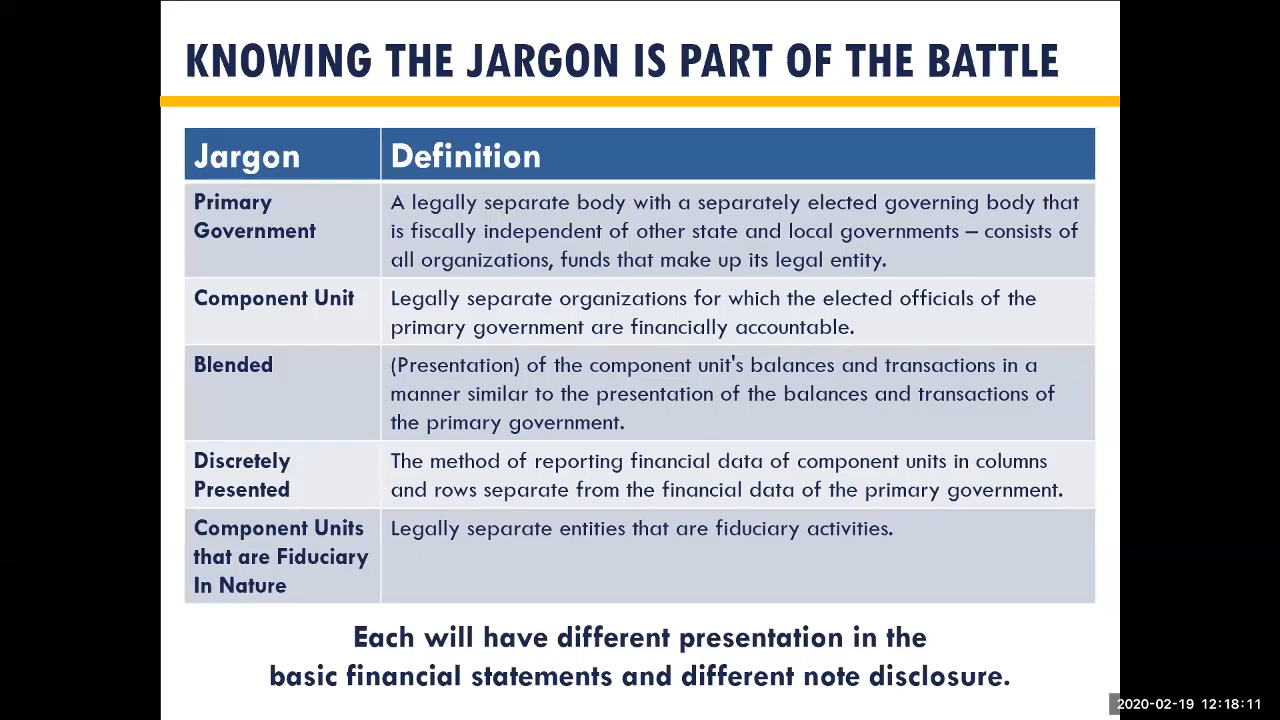 KNOWING THE JARGON IS PART OF THE BATTLE
Jargon
Definition
Primary
Government
A legally separate body with a separately elected governing body that
is fiscally independent of other state and local governments – consists of
all organizations, funds that make up its legal entity.
Component Unit
Legally separate organizations for which the elected officials of the
primary government are financially accountable.
Blended
(Presentation) of the component unit's balances and transactions in a
manner similar to the presentation of the balances and transactions of
the primary government.
Discretely
Presented
The method of reporting financial data of component units in columns
and rows separate from the financial data of the primary government.
Component Units
that are Fiduciary
In Nature
Legally separate entities that are fiduciary activities.
Each will have different presentation in the
basic financial statements and different note disclosure.
2020-02-19 12:18:11